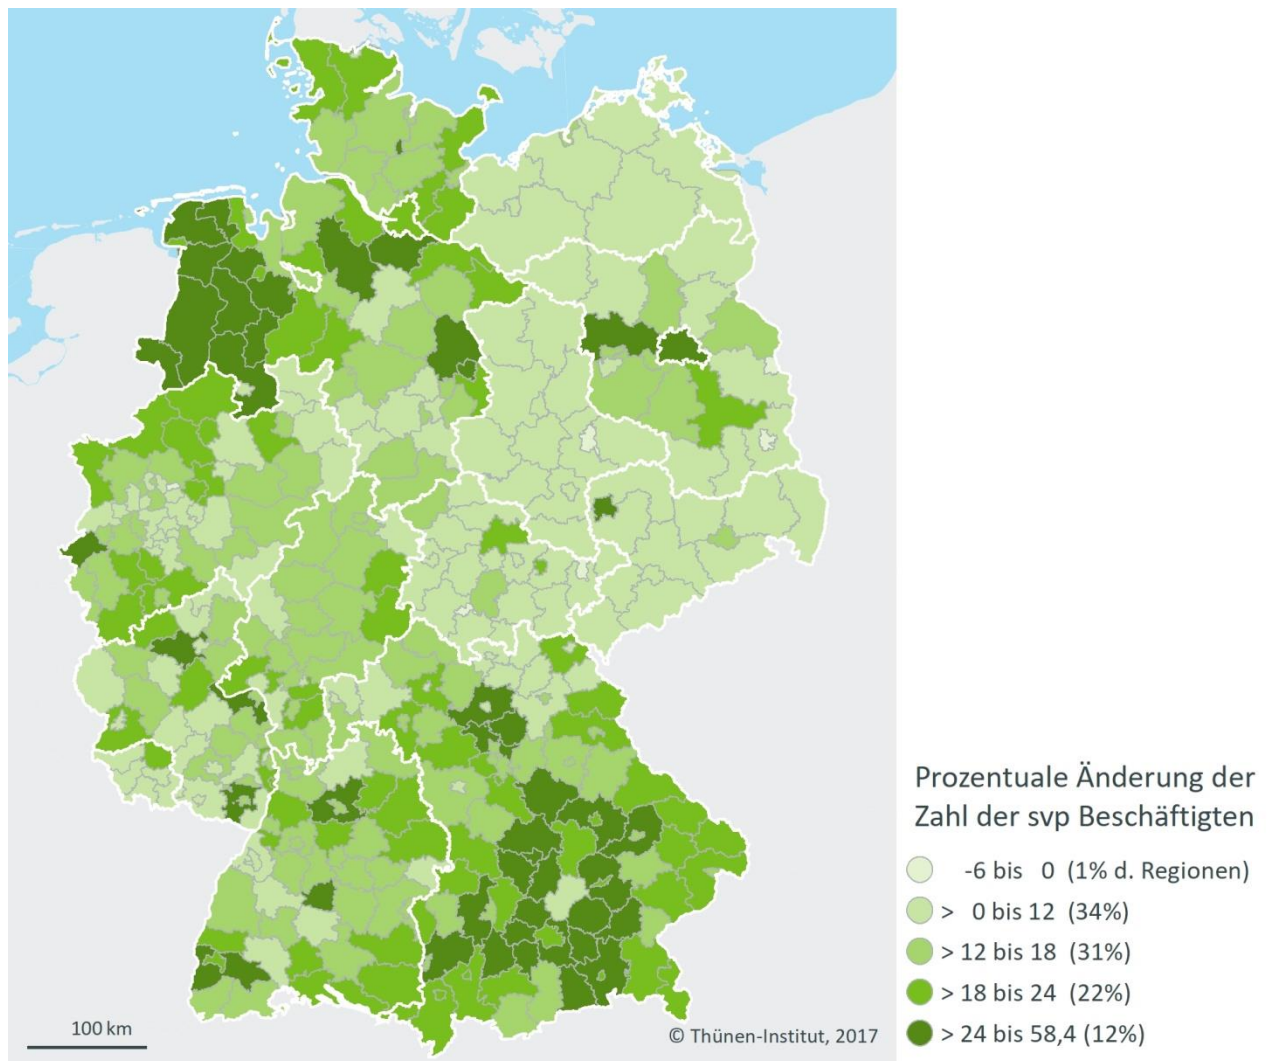 Prozentuale Änderung der
Zahl der svp Beschäftigten
-6 bis 0 (1% d. Regionen)
> 0 bis 12 (34%)
> 12 bis 18 (31%)
> 18 bis 24 (22%)
> 24 bis 58,4 (12%)
100 km
© Thünen-Institut, 2017